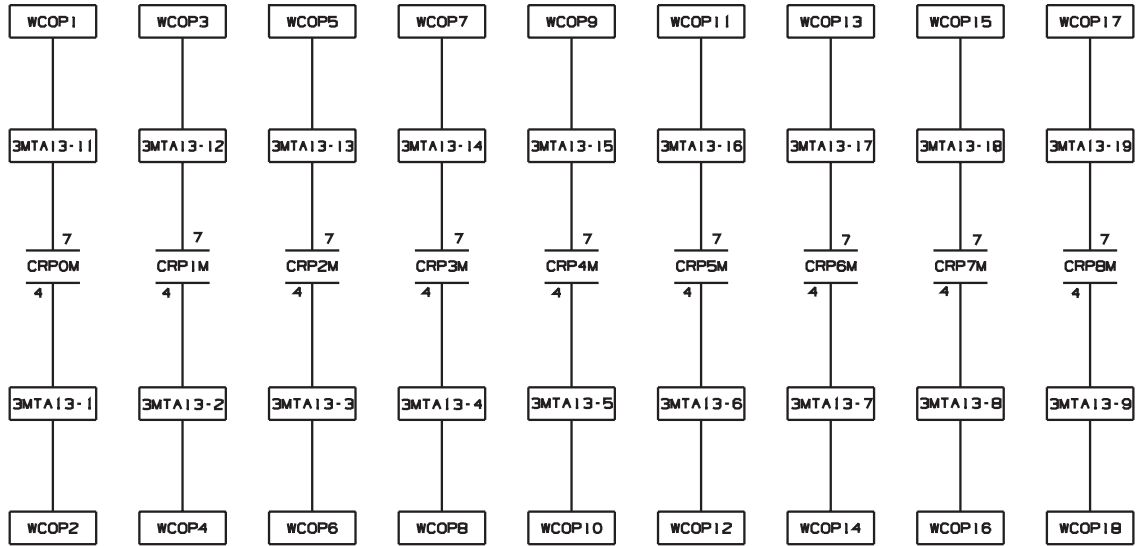 WCOP1 WCOP3 WCOP5 WCOP7 WCOP9 WCOP11 WCOP13 WCOP15 WCOP17
3MTA13-11 3MTA13-12 3MTA13-13 3MTA13-14 3MTA13-15 3MTA13-16 3MTA13-17 3MTA13-18 3MTA13-19
7 7 7 7 7 7 7 7 7
CRP0M CRP1M CRP2M CRP3M CRP4M CRP5M CRP6M CRP7M CRP8M
4 4 4 4 4 4 4 4 4
3MTA13-1 3MTA13-2 3MTA13-3 3MTA13-4 3MTA13-5 3MTA13-6 3MTA13-7 3MTA13-8 3MTA13-9
WCOP2 WCOP4 WCOP6 WCOP8 WCOP10 WCOP12 WCOP14 WCOP16 WCOP18